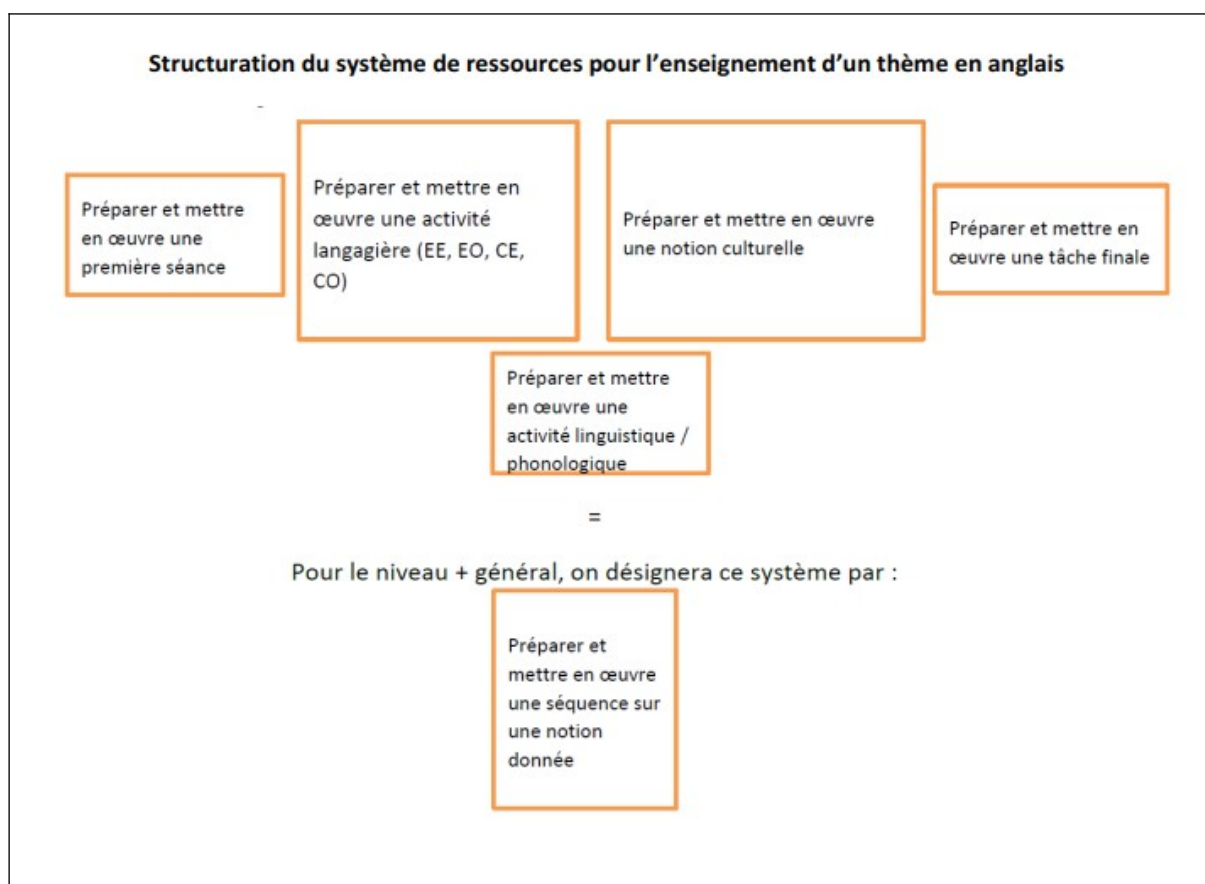 Structuration du système de ressources pour l’enseignement d’un thème en anglais
Préparer et mettre
en œuvre une
première séance
Préparer et mettre en
œuvre une activité
langagière (EE, EO, CE,
CO)
Préparer et mettre en œuvre
une notion culturelle
Préparer et mettre en
œuvre une tâche finale
Préparer et mettre
en œuvre une
activité linguistique /
phonologique
=
Pour le niveau + général, on désignera ce système par :
Préparer et
mettre en œuvre
une séquence sur
une notion
donnée